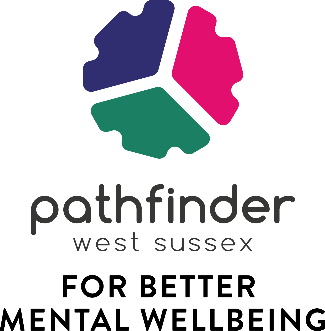 pathfinder
west sussex
FOR BETTER
MENTAL WELLBEING